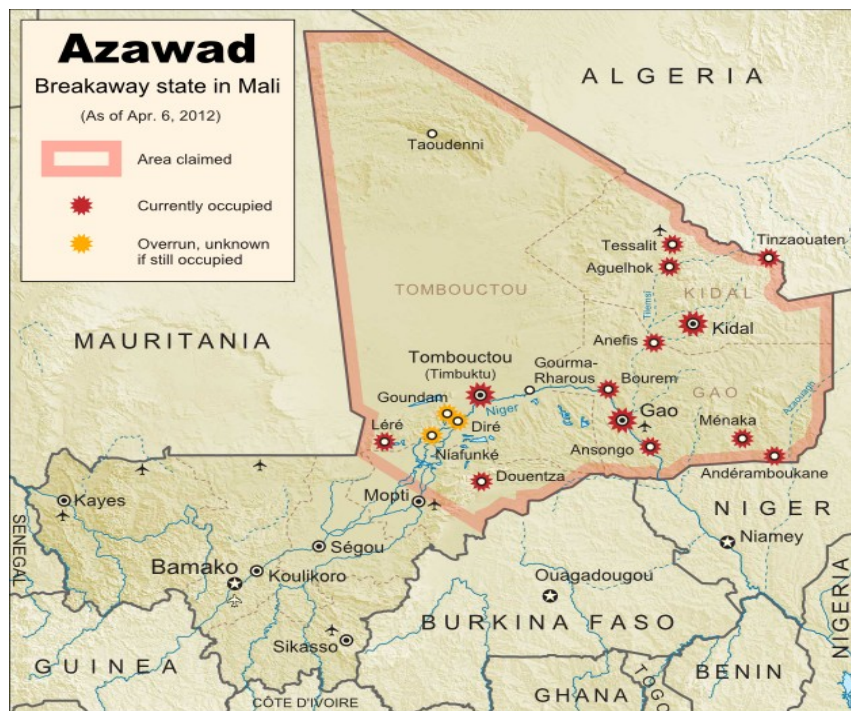 Azawad
Breakaway state in Mali
(As of Apr. 6, 2012)
Area claimed
Currently occupied
Overrun, unknown
if still occupied
ALGERIA
Taoudenni
Tessalit
Tinzaouaten
Aguelhok
TOMBOUCTOU
KIDAL
Tilemsi
Kidal
MAURITANIA
Anefis
Tombouctou
(Timbuktu)
Gourma-
Rharous
Bourem
Goundam
GAO
Azaouagh
Niger
Gao
Léré
Diré
Ménaka
Niafunké
Ansongo
Andéramboukane
Douentza
Mopti
Kayes
NIGER
SENEGAL
Niamey
Ségou
Bamako
Koulikoro
Ouagadougou
BURKINA FASO
Sikasso
NIGERIA
GUINEA
BENIN
TOGO
GHANA
CÔTE D'IVOIRE